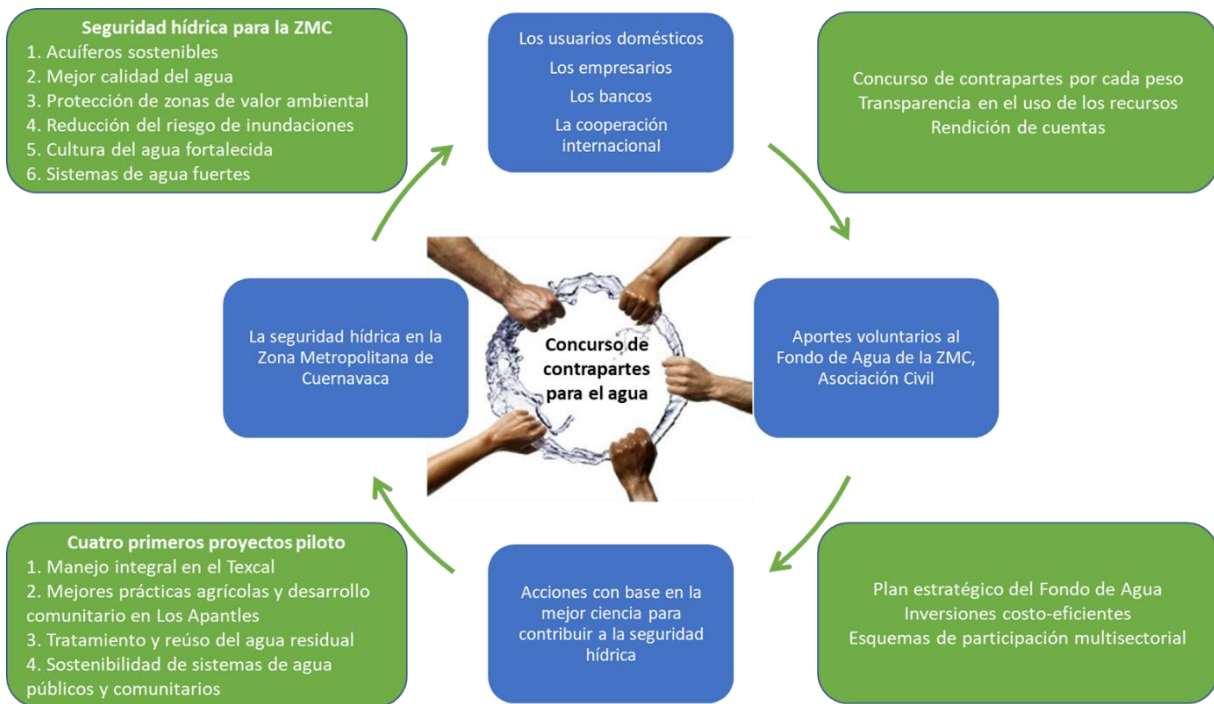 Seguridad hídrica para la ZMC
1. Acuíferos sostenibles
2. Mejor calidad del agua
3. Protección de zonas de valor ambiental
4. Reducción del riesgo de inundaciones
5. Cultura del agua fortalecida
6. Sistemas de agua fuertes
Los usuarios domésticos
Los empresarios
Los bancos
La cooperación
internacional
Concurso de contrapartes por cada peso
Transparencia en el uso de los recursos
Rendición de cuentas
La seguridad hídrica en la
Zona Metropolitana de
Cuernavaca
Concurso de
contrapartes
para el agua
Aportes voluntarios al
Fondo de Agua de la ZMC,
Asociación Civil
Cuatro primeros proyectos piloto
1. Manejo integral en el Texcal
2. Mejores prácticas agrícolas y desarrollo
comunitario en Los Apantles
3. Tratamiento y reúso del agua residual
4. Sostenibilidad de sistemas de agua
públicos y comunitarios
Acciones con base en la
mejor ciencia para
contribuir a la seguridad
hídrica
Plan estratégico del Fondo de Agua
Inversiones costo-eficientes
Esquemas de participación multisectorial